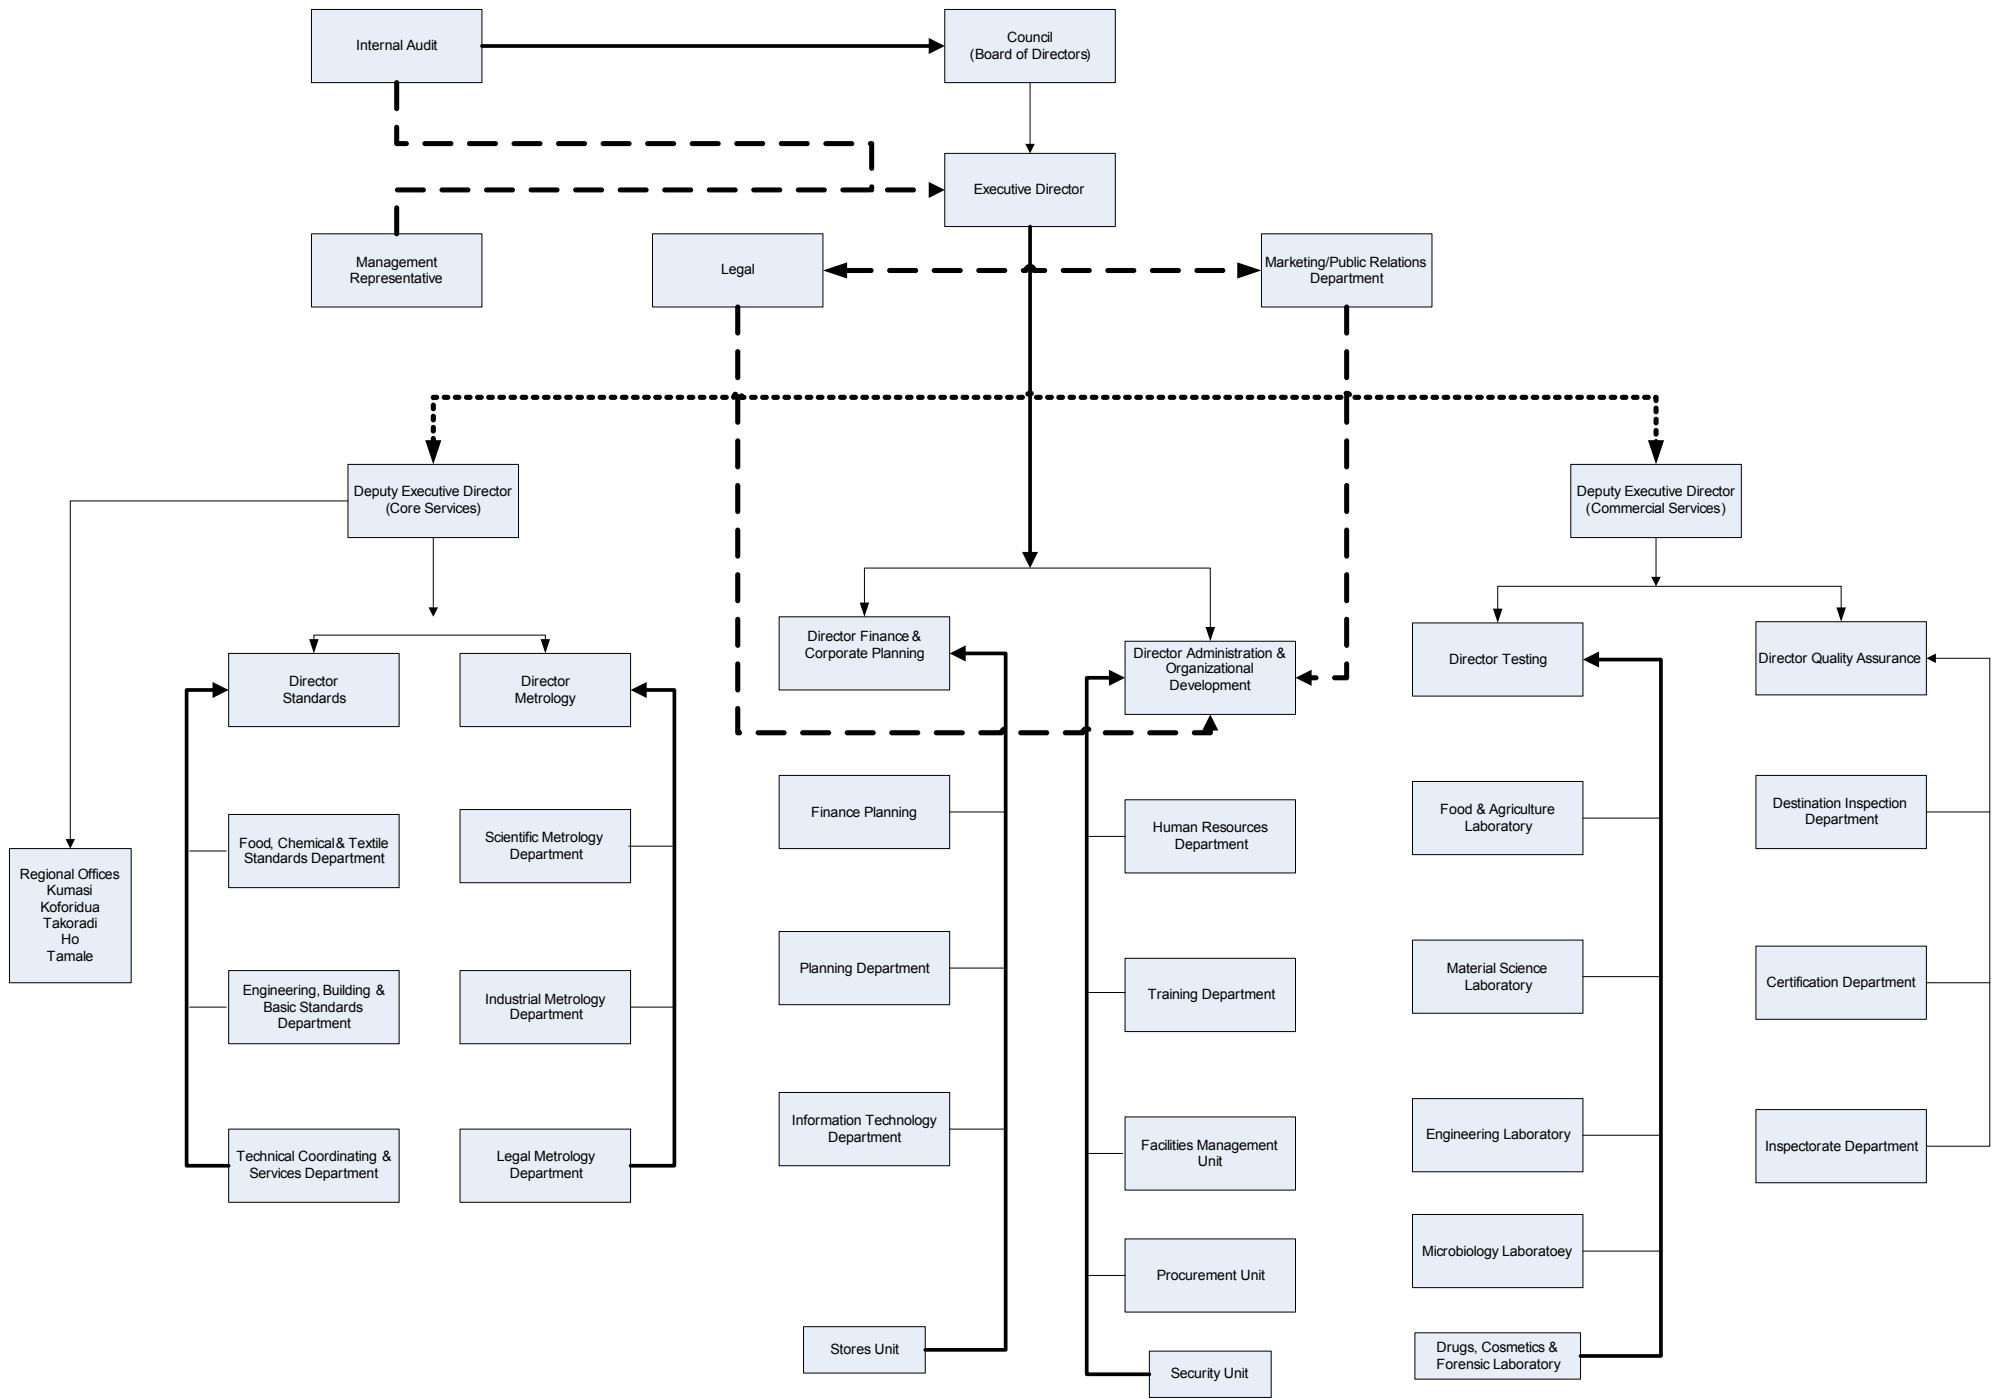 Internal Audit
Council
(Board of Directors)
Executive Director
Management
Representative
Legal
Marketing/Public Relations
Department
Deputy Executive Director
(Core Services)
Deputy Executive Director
(Commercial Services)
Director
Standards
Director
Metrology
Director Finance &
Corporate Planning
Director Administration &
Organizational
Development
Director Testing
Director Quality Assurance
Regional Offices
Kumasi
Koforidua
Takoradi
Ho
Tamale
Food, Chemical & Textile
Standards Department
Scientific Metrology
Department
Finance Planning
Human Resources
Department
Food & Agriculture
Laboratory
Destination Inspection
Department
Engineering, Building &
Basic Standards
Department
Industrial Metrology
Department
Planning Department
Training Department
Material Science
Laboratory
Certification Department
Technical Coordinating &
Services Department
Legal Metrology
Department
Information Technology
Department
Facilities Management
Unit
Engineering Laboratory
Inspectorate Department
Procurement Unit
Microbiology Laboratoey
Stores Unit
Security Unit
Drugs, Cosmetics &
Forensic Laboratory